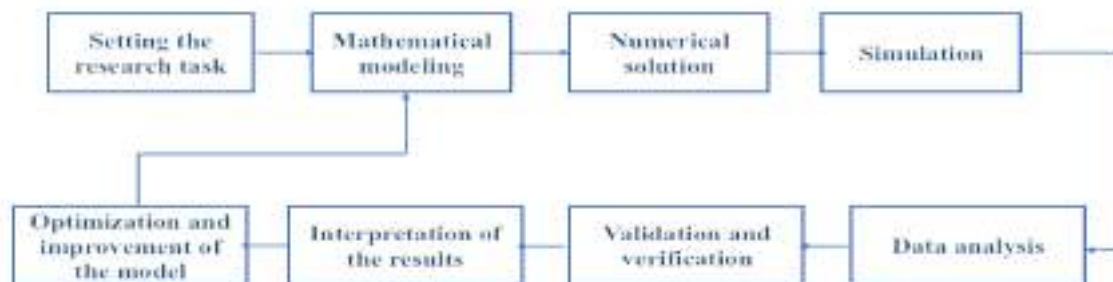 Setting the
research task
Mathematical
modeling
Numerical
solution
Simulation
Optimization and
improvement of
the model
Interpretation of
the results
Validation and
verification
Data analysis